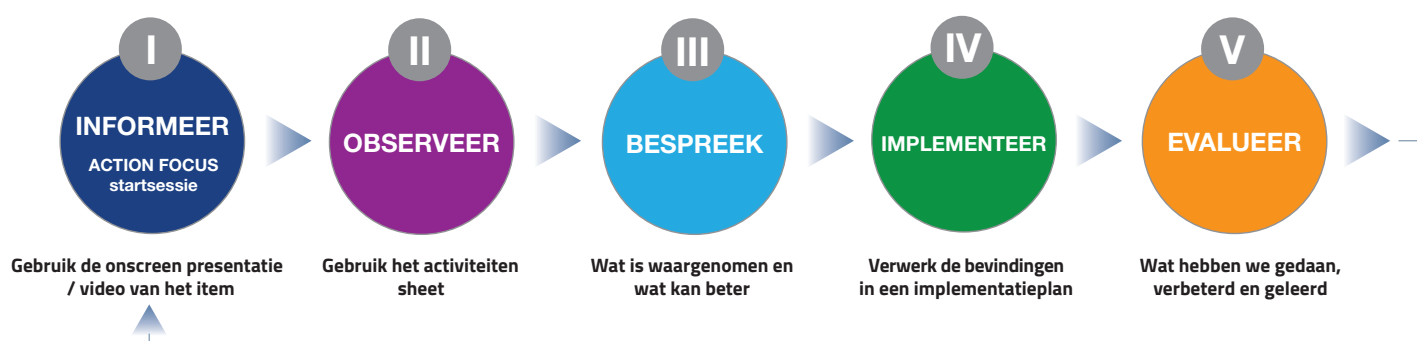 I
INFORMEER
ACTION FOCUS
startsessie
Gebruik de onscreen presentatie
/ video van het item
II
OBSERVEER
Gebruik het activiteiten
sheet
III
BESPREEK
Wat is waargenomen en
wat kan beter
IV
IMPLEMENTEER
Verwerk de bevindingen
in een implementatieplan
V
EVALUEER
Wat hebben we gedaan,
verbeterd en geleerd